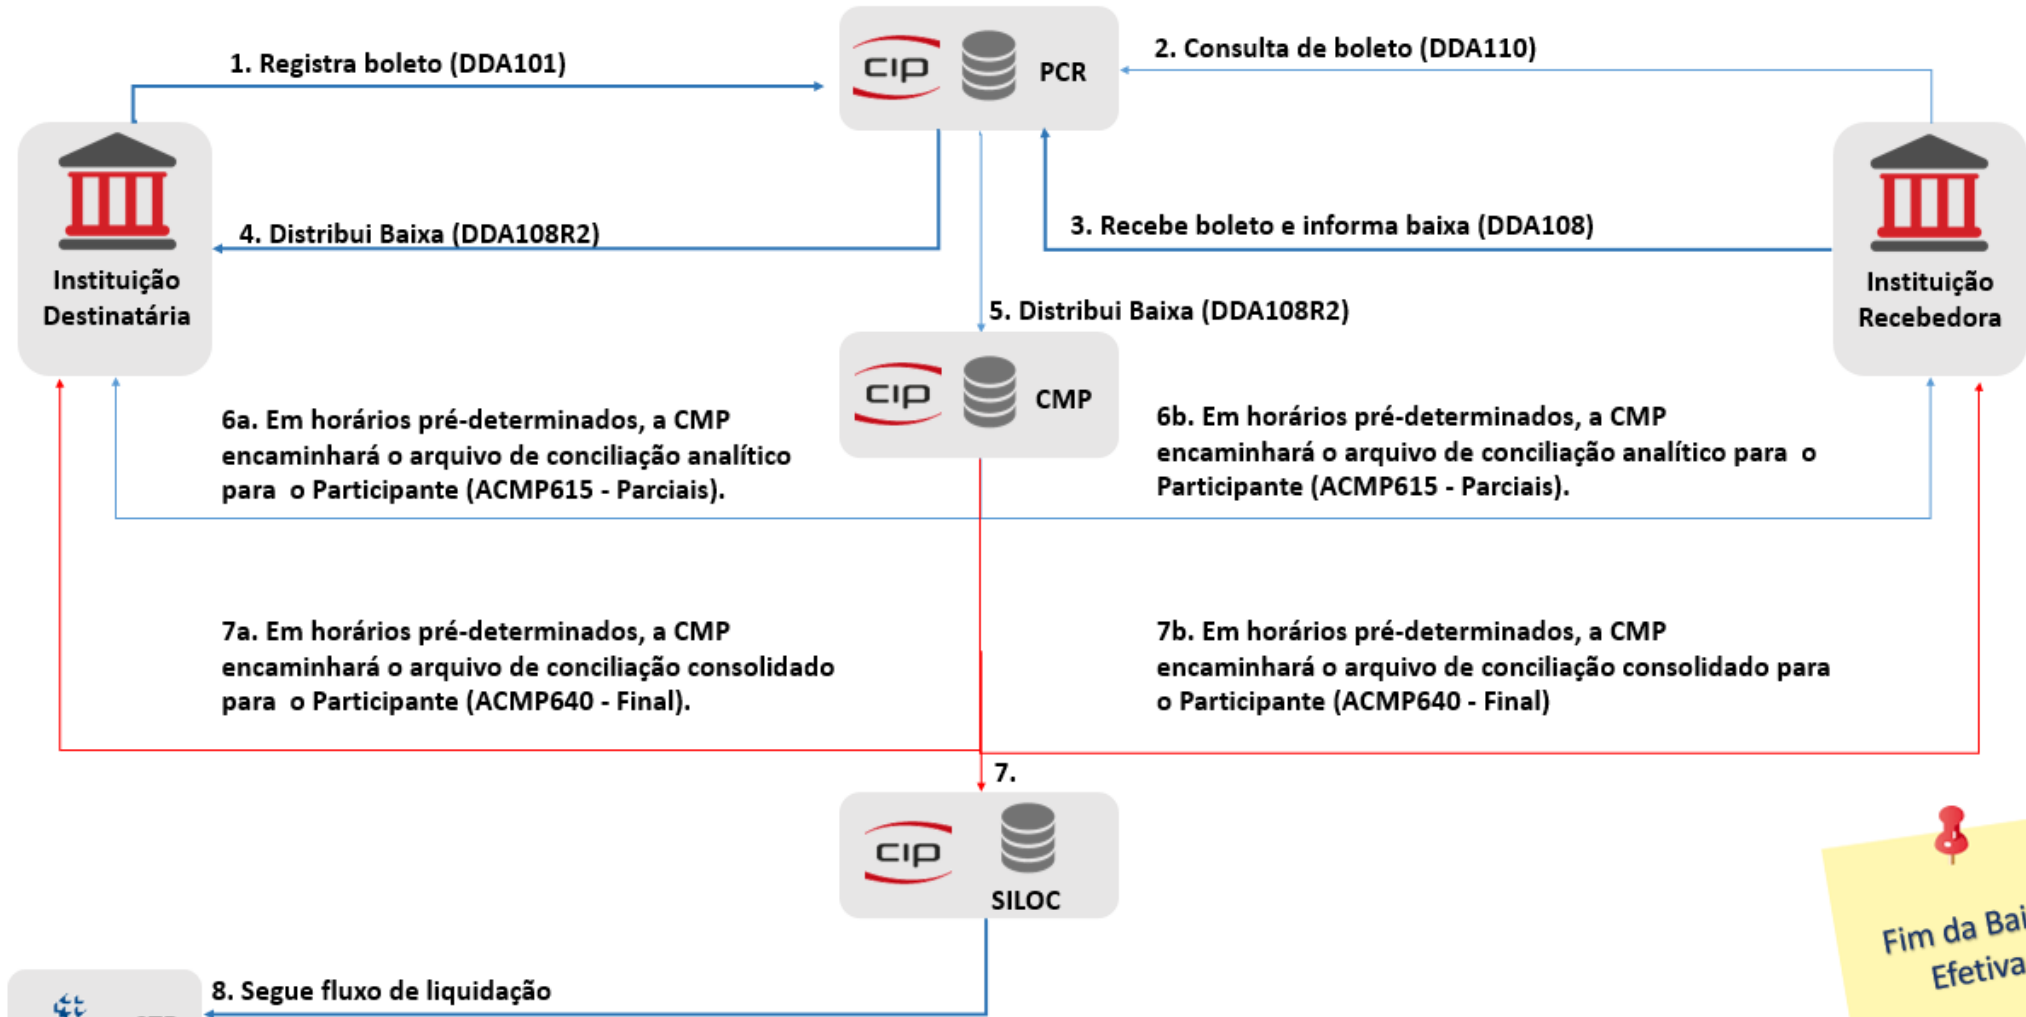 1. Registra boleto (DDA101)
cip
PCR
2. Consulta de boleto (DDA110)
4. Distribui Baixa (DDA108R2)
3. Recebe boleto e informa baixa (DDA108)
Instituição
Destinatária
Instituição
Recebedora
5. Distribui Baixa (DDA108R2)
cip
CMP
6a. Em horários pré-determinados, a CMP
encaminhará o arquivo de conciliação analítico
para o Participante (ACMP615 - Parciais).
6b. Em horários pré-determinados, a CMP
encaminhará o arquivo de conciliação analítico para o
Participante (ACMP615 - Parciais).
7a. Em horários pré-determinados, a CMP
encaminhará o arquivo de conciliação consolidado
para o Participante (ACMP640 - Final).
7b. Em horários pré-determinados, a CMP
encaminhará o arquivo de conciliação consolidado para
o Participante (ACMP640 - Final)
7.
cip
SILOC
Fim da Bai
Efetiva
8. Segue fluxo de liquidação